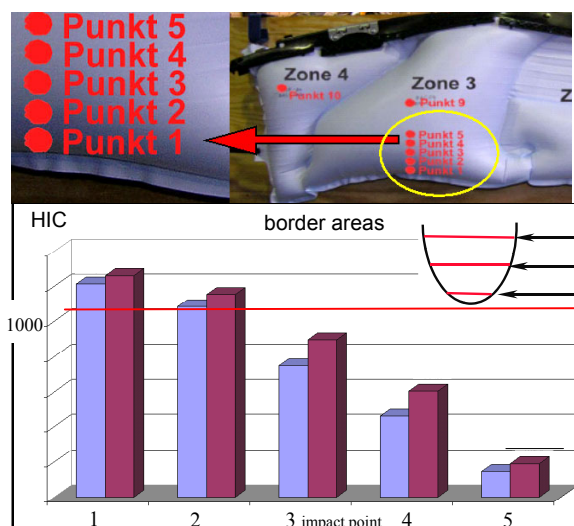 Punkt 5
Punkt 4
Punkt 3
Punkt 2
Punkt 1
Zone 4
Punkt 10
Zone 3
Punkt 9
Punkt 5
Punkt 4
Punkt 3
Punkt 2
Punkt 1
Z
HIC
border areas
1000
1 2 3 impact point 4 5